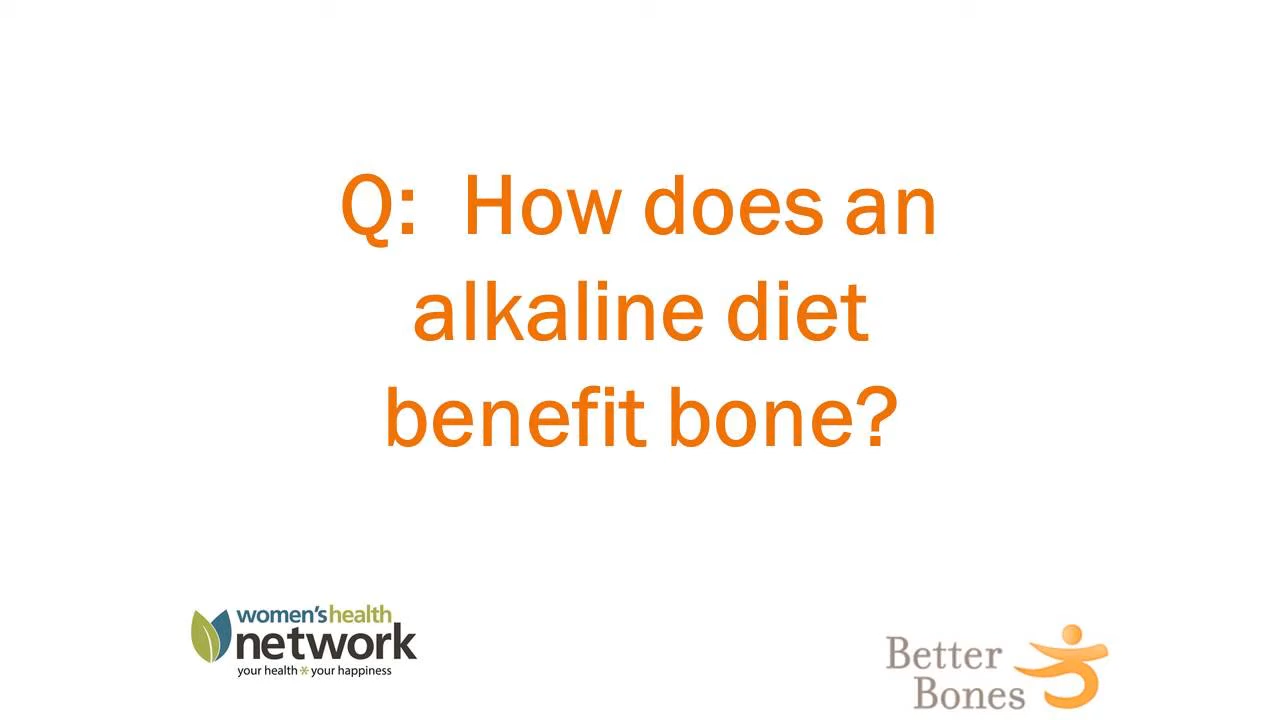 Q:  How does an
alkaline diet
benefit bone?
women'shealth
network
your health * your happiness
Better
Bones